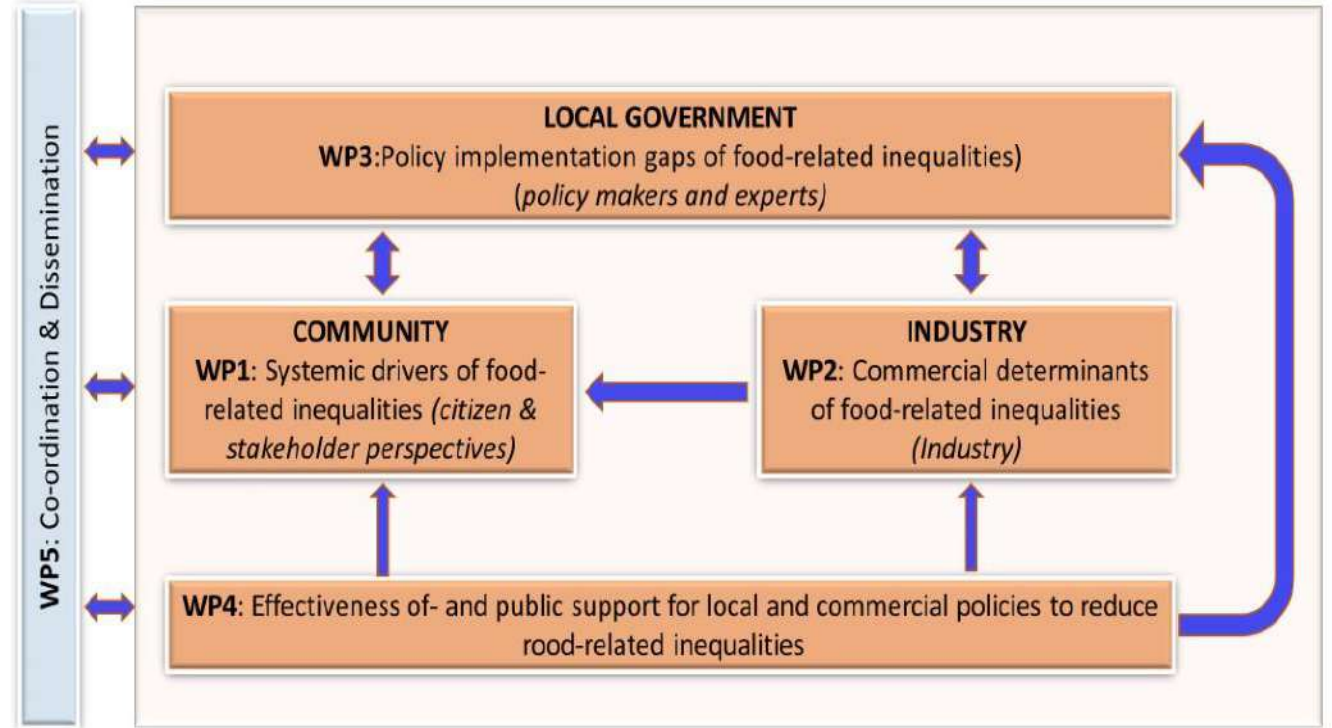 WP5: Co-ordination & Dissemination
LOCAL GOVERNMENT
WP3:Policy implementation gaps of food-related inequalities)
(policy makers and experts)
COMMUNITY
WP1: Systemic drivers of food-
related inequalities (citizen &
stakeholder perspectives)
INDUSTRY
WP2: Commercial determinants
of food-related inequalities
(Industry)
WP4: Effectiveness of- and public support for local and commercial policies to reduce
rood-related inequalities